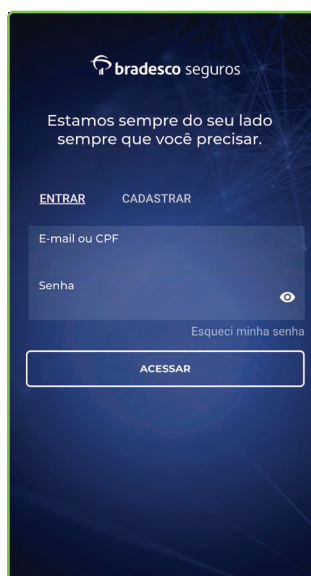 bradesco seguros
Estamos sempre do seu lado
sempre que você precisar.
ENTRAR CADASTRAR
E-mail ou CPF
Senha
Esqueci minha senha
ACESSAR